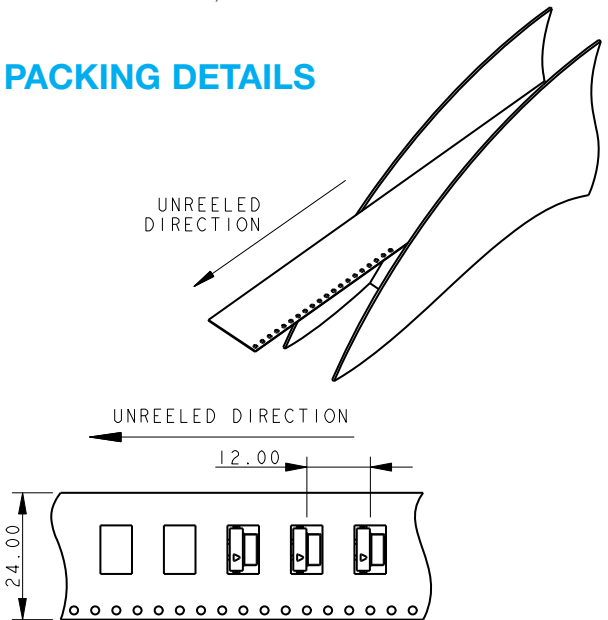 PACKING DETAILS
UNREELED
DIRECTION
UNREELED DIRECTION
12.00
24.00